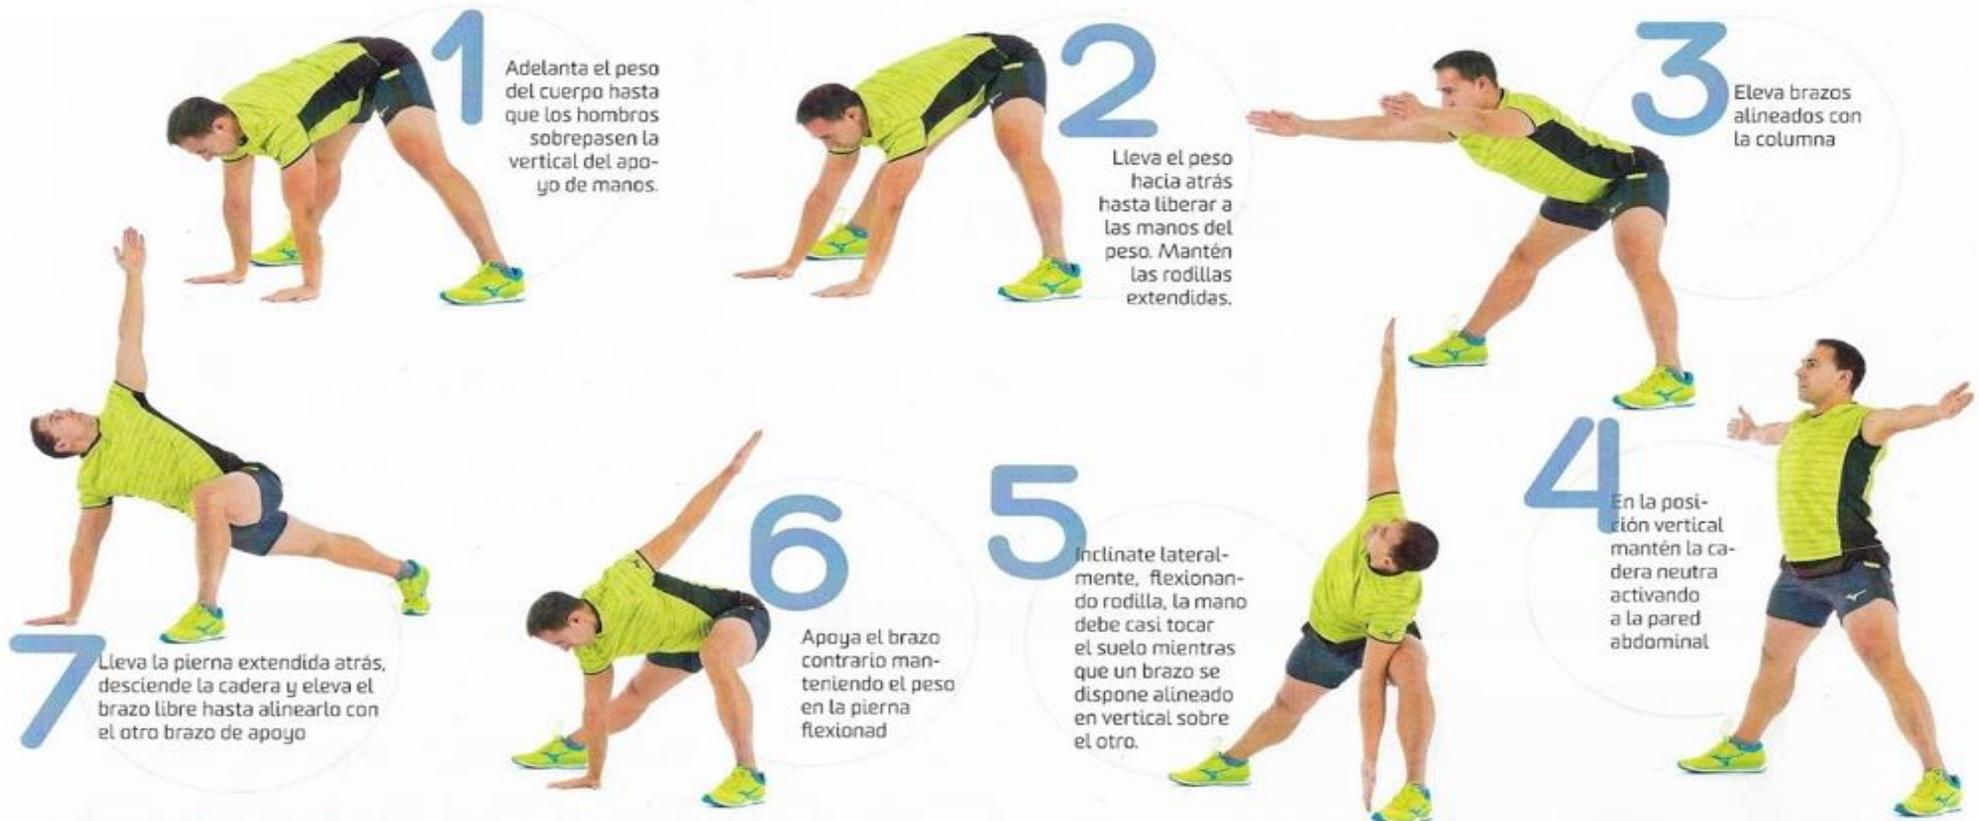 1
Adelanta el peso
del cuerpo hasta
que los hombros
sobrepasen la
vertical del apo-
yo de manos.
2
Lleva el peso
hacia atrás
hasta liberar a
las manos del
peso. Mantén
las rodillas
extendidas.
3
Eleva brazos
alineados con
la columna
4
En la posi-
ción vertical
mantén la ca-
dera neutra
activando
a la pared
abdominal
5
Inclinate lateral-
mente, flexionan-
do rodilla, la mano
debe casi tocar
el suelo mientras
que un brazo se
dispone alineado
en vertical sobre
el otro.
6
Apoya el brazo
contrario man-
teniendo el peso
en la pierna
flexionad
7
Lleva la pierna extendida atrás,
desciende la cadera y eleva el
brazo libre hasta alinearlo con
el otro brazo de apoyo